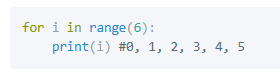 for i in range(6):
    print(i) #0, 1, 2, 3, 4, 5